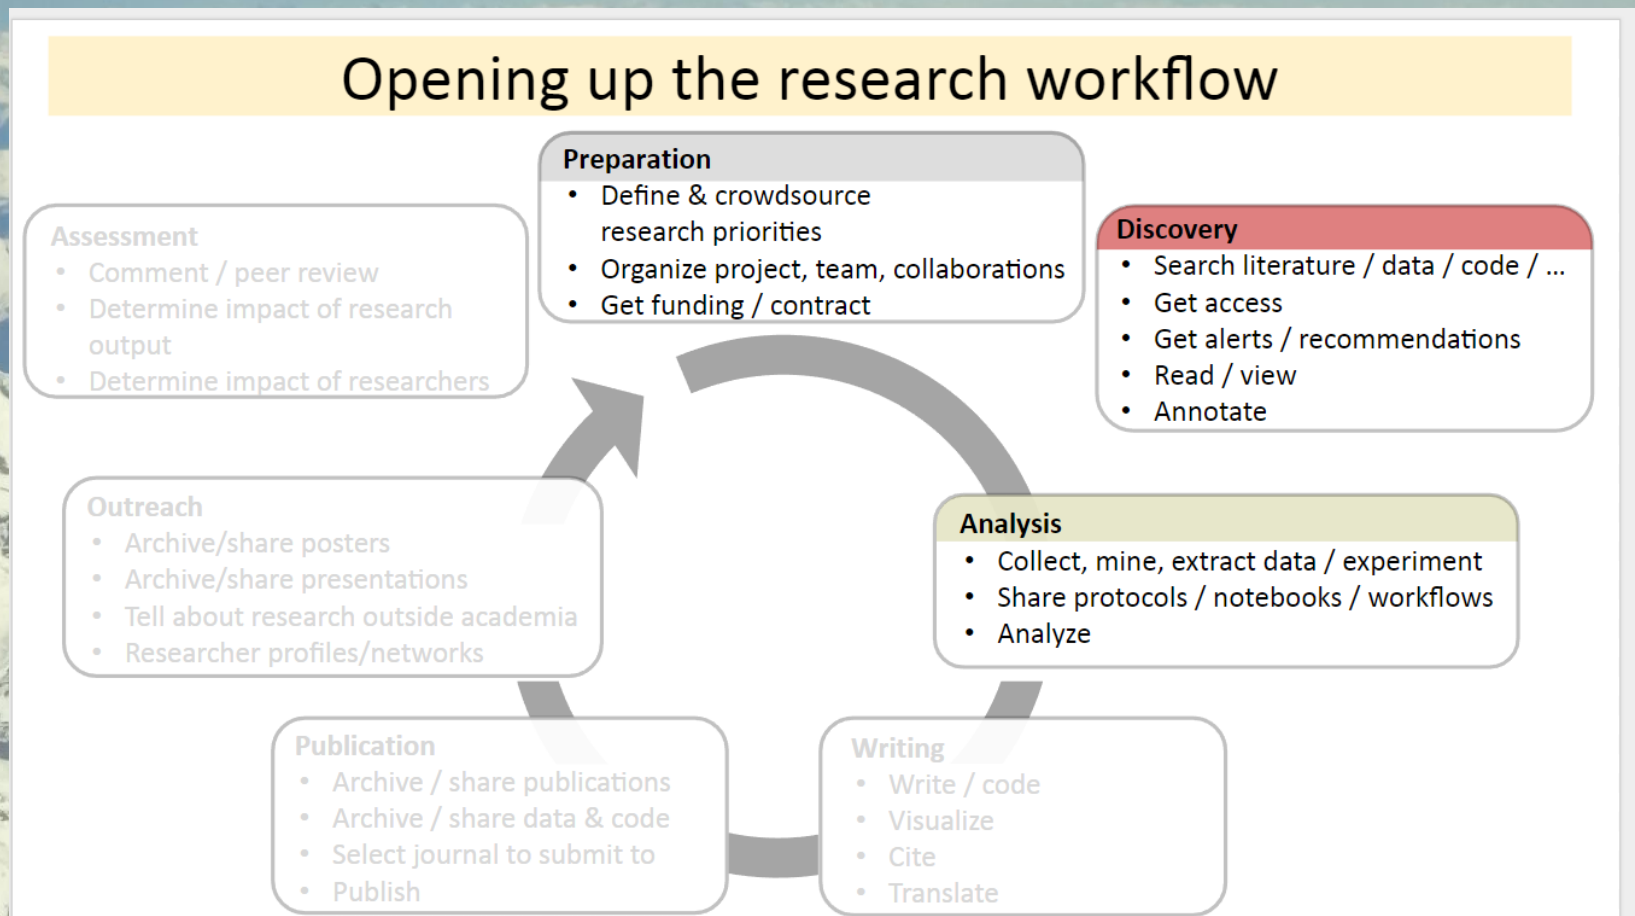 Opening up the research workflow
Preparation
• Define & crowdsource
research priorities
• Organize project, team, collaborations
• Get funding / contract
Discovery
• Search literature / data / code / ...
• Get access
• Get alerts / recommendations
• Read / view
• Annotate
Analysis
• Collect, mine, extract data / experiment
• Share protocols / notebooks / workflows
• Analyze
Writing
• Write / code
• Visualize
• Cite
• Translate
Publication
• Archive / share publications
• Archive / share data & code
• Select journal to submit to
• Publish
Outreach
• Archive/share posters
• Archive/share presentations
• Tell about research outside academia
• Researcher profiles/networks
Assessment
• Comment / peer review
• Determine impact of research
output
• Determine impact of researchers